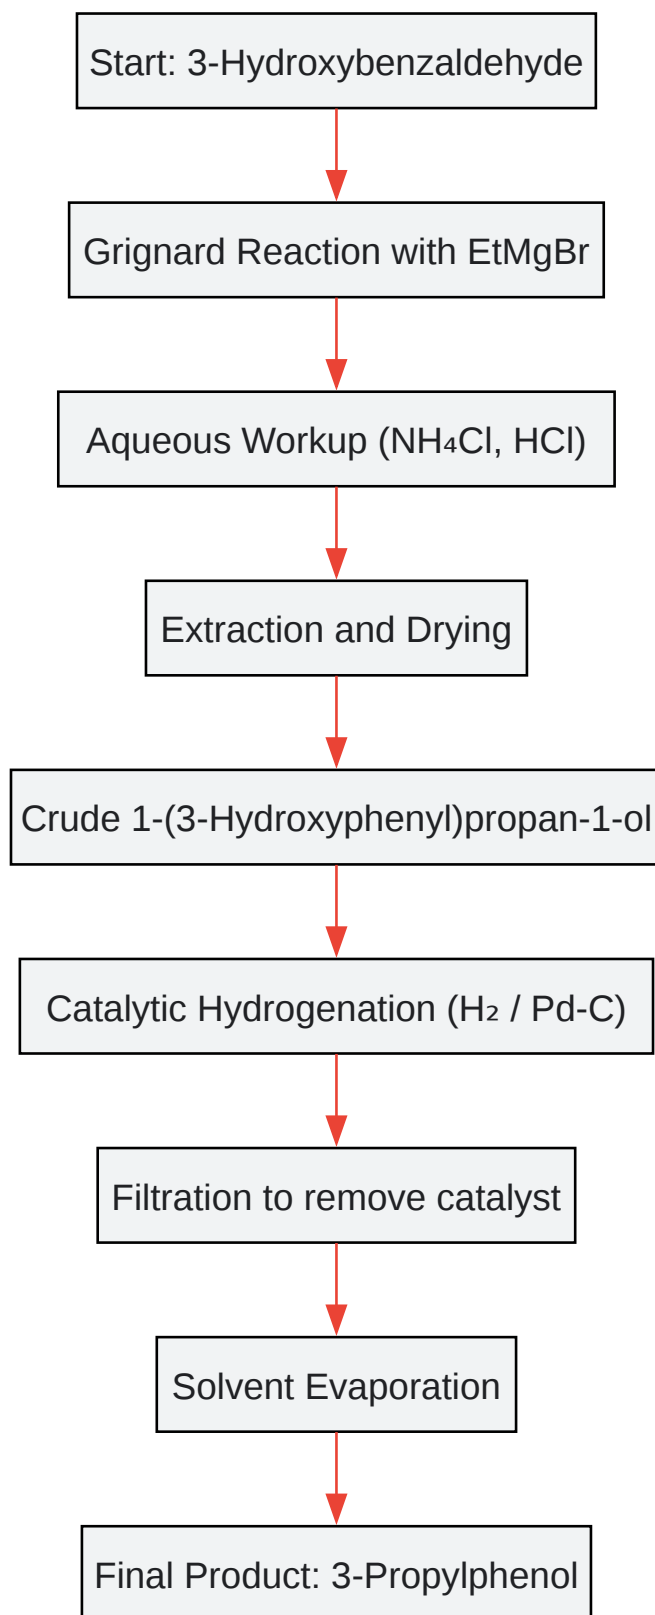 Start: 3-Hydroxybenzaldehyde
Grignard Reaction with EtMgBr
Aqueous Workup (NH₄Cl, HCl)
Extraction and Drying
Crude 1-(3-Hydroxyphenyl)propan-1-ol
Catalytic Hydrogenation (H₂ / Pd-C)
Filtration to remove catalyst
Solvent Evaporation
Final Product: 3-Propylphenol